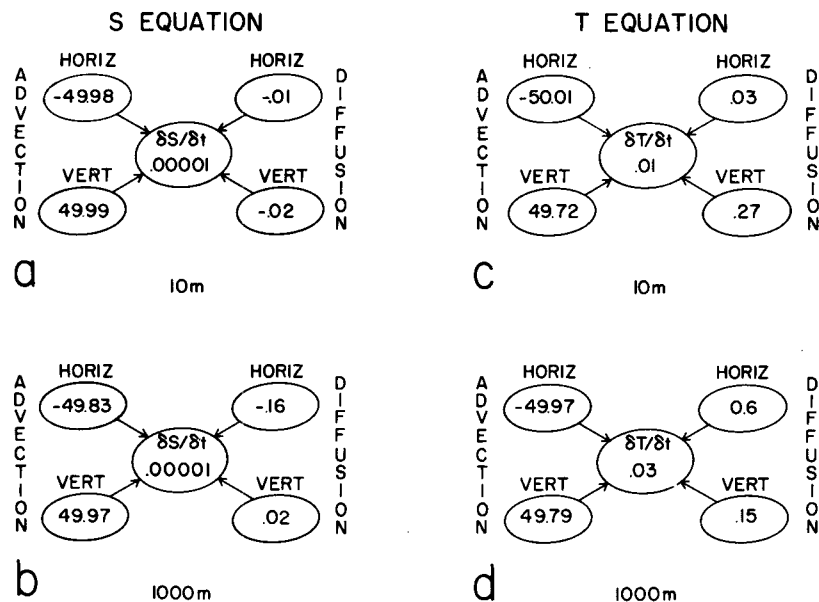 S EQUATION
HORIZ
HORIZ
ADVECTION
-49.98
-.01
DIFFUSION
δS/δt
.00001
VERT
VERT
49.99
-.02
a
10m
T EQUATION
HORIZ
HORIZ
ADVECTION
-50.01
.03
DIFFUSION
δT/δt
.01
VERT
VERT
49.72
.27
c
10m
HORIZ
HORIZ
ADVECTION
-49.83
-.16
DIFFUSION
δS/δt
.00001
VERT
VERT
49.97
.02
b
1000m
HORIZ
HORIZ
ADVECTION
-49.97
0.6
DIFFUSION
δT/δt
.03
VERT
VERT
49.79
.15
d
1000m